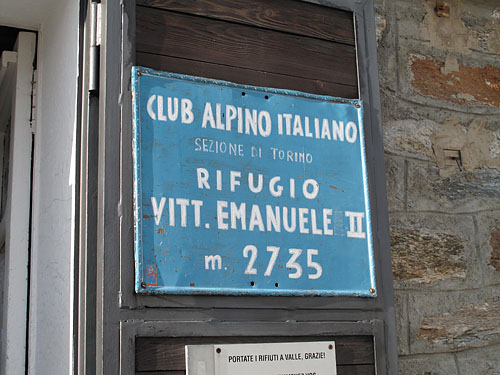 CLUB ALPINO ITALIANO
SEZIONE DI TORINO
RIFUGIO
VITT. EMANUELE II
m. 2735
PORTATE I RIFIUTI A VALLE, GRAZIE!